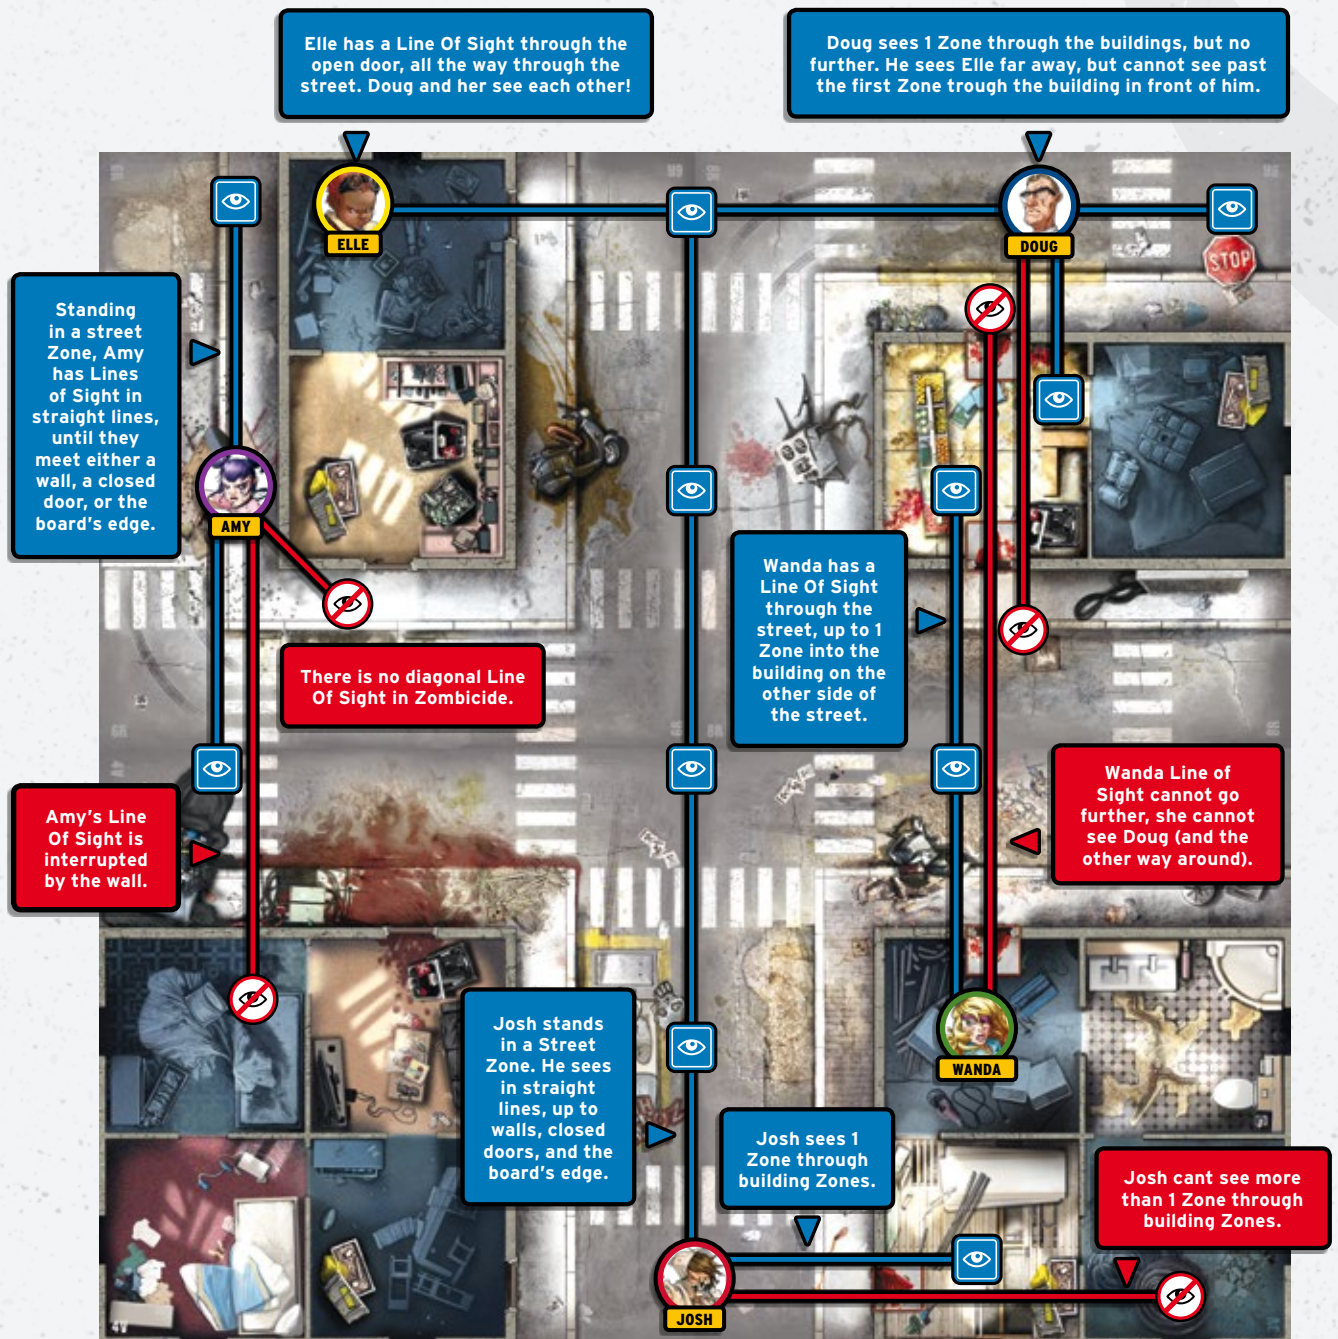 Elle has a Line Of Sight through the
open door, all the way through the
street. Doug and her see each other!
Doug sees 1 Zone through the buildings, but no
further. He sees Elle far away, but cannot see past
the first Zone trough the building in front of him.
ELLE
DOUG
STOP
Standing
in a street
Zone, Amy
has Lines
of Sight in
straight lines,
until they
meet either a
wall, a closed
door, or the
board's edge.
AMY
There is no diagonal Line
Of Sight in Zombicide.
Wanda has a
Line Of Sight
through the
street, up to 1
Zone into the
building on the
other side of
the street.
Amy's Line
Of Sight is
interrupted
by the wall.
Wanda Line of
Sight cannot go
further, she cannot
see Doug (and the
other way around).
Josh stands
in a Street
Zone. He sees
in straight
lines, up to
walls, closed
doors, and the
board's edge.
WANDA
Josh sees 1
Zone through
building Zones.
Josh cant see more
than 1 Zone through
building Zones.
JOSH